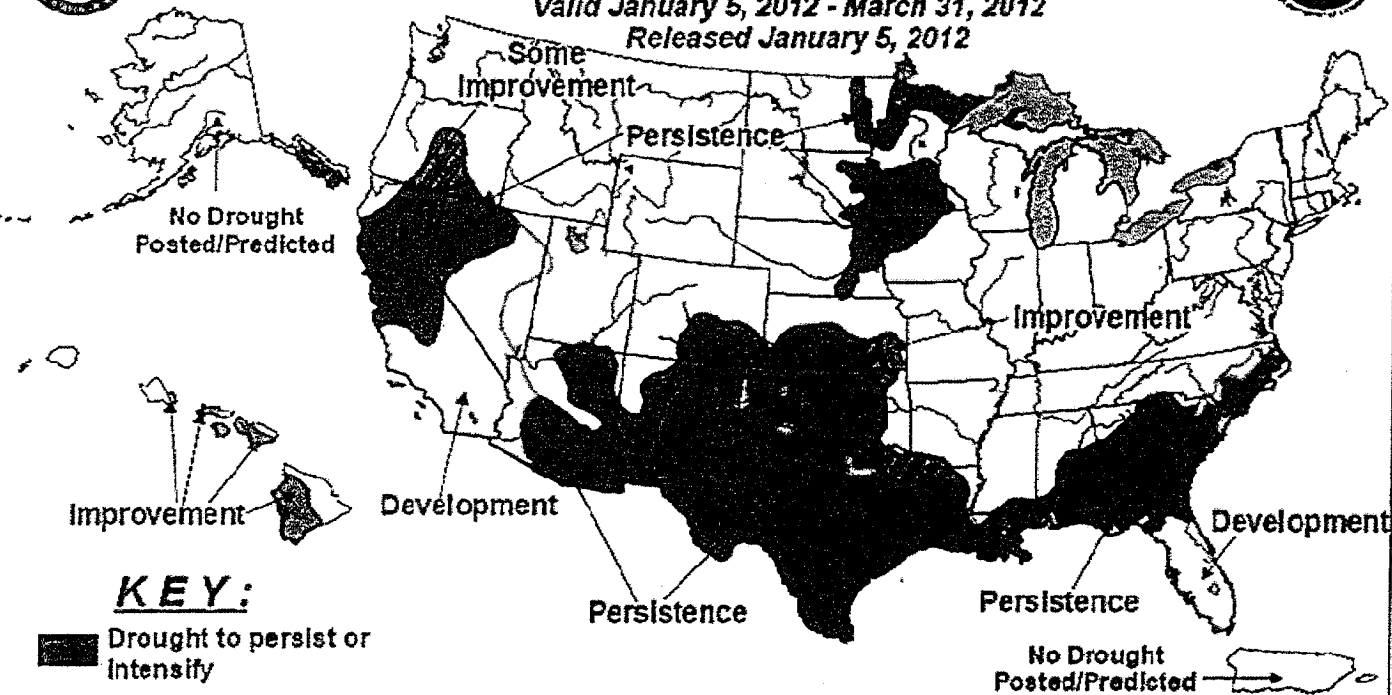 Valid January 5, 2012 - March 31, 2012
Released January 5, 2012
Some
Improvement
Persistence
No Drought
Posted/Predicted
Improvement
Improvement
Development
Development
Persistence
Persistence
KEY:
Drought to persist or
intensify
No Drought
Posted/Predicted